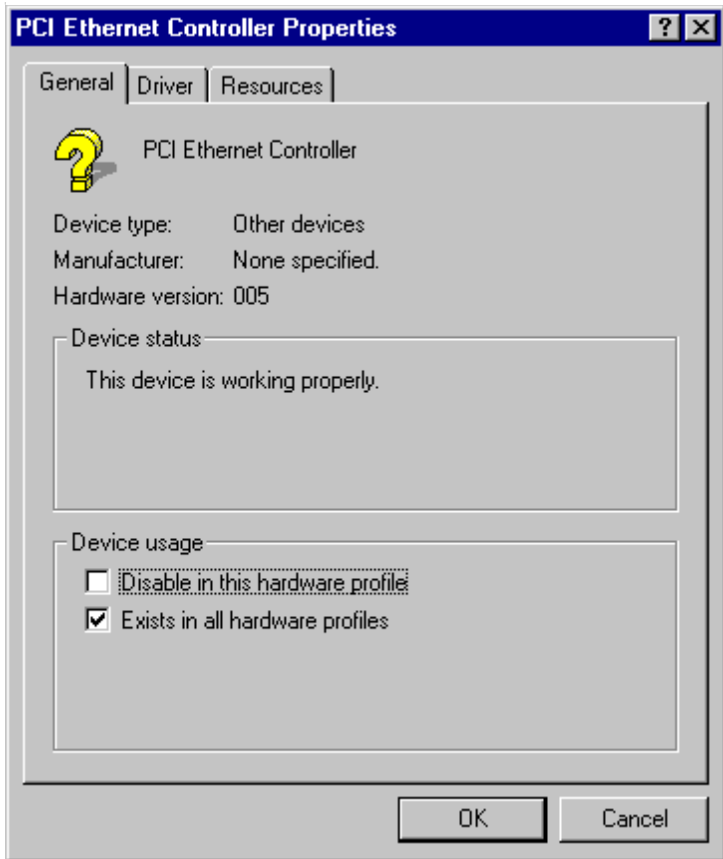 PCI Ethernet Controller Properties
General Driver Resources
PCI Ethernet Controller
Device type: Other devices
Manufacturer: None specified.
Hardware version: 005
Device status
This device is working properly.
Device usage
Disable in this hardware profile
Exists in all hardware profiles
OK Cancel